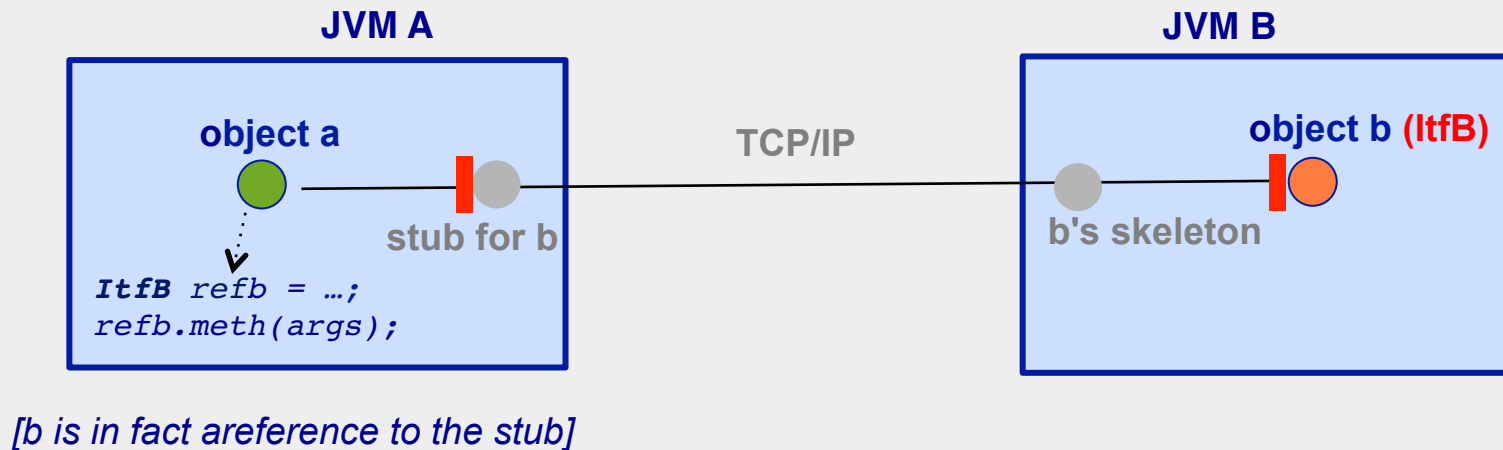 JVM A
JVM B
object a
TCP/IP
object b (ItfB)
stub for b
b's skeleton
ItfB refb = …;
refb.meth(args);
[b is in fact areference to the stub]